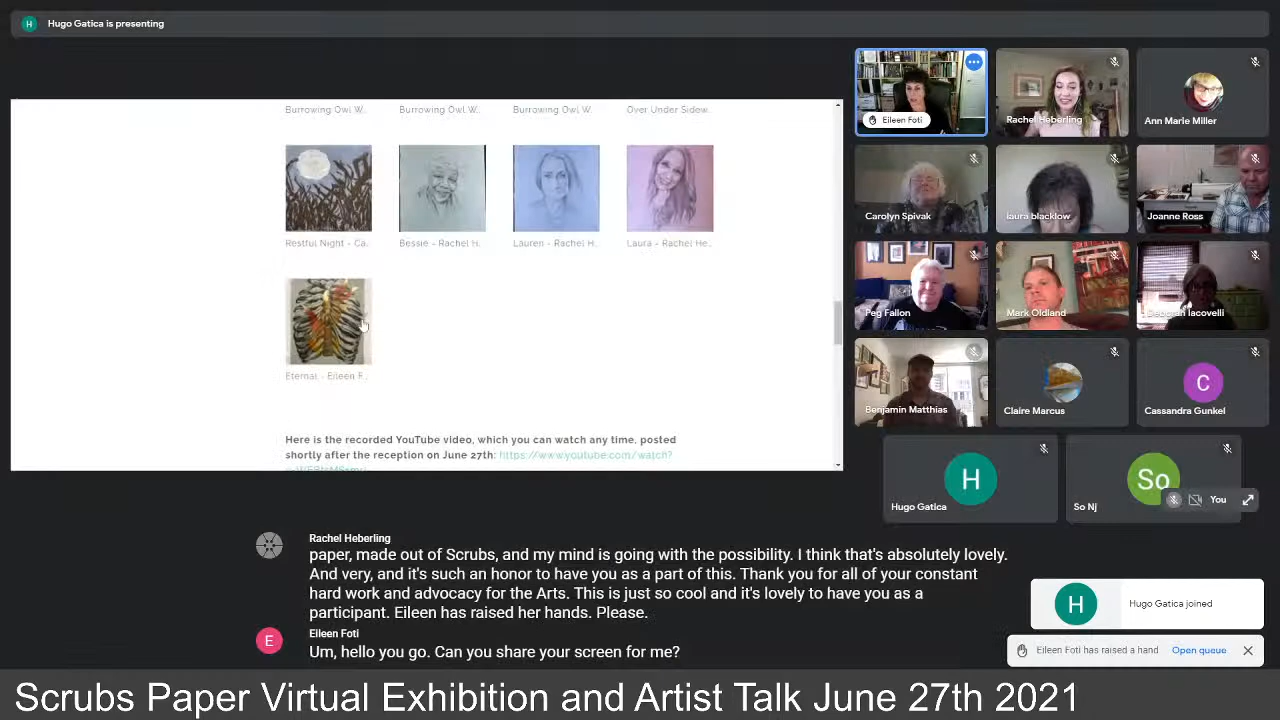 H
Hugo Gatica is presenting
Burrowing Owl W..
Burrowing Owl W.
Burrowing Owl W.
Over Under Sidew.
Restful Night - Ca.
Bessie - Rachel H.
Lauren - Rachel H..
Laura - Rachel He..
Eternal - Eileen F..
Here is the recorded YouTube video, which you can watch any time, posted
shortly after the reception on June 27th: https://www.youtube.com/watch?
Eileen Foti
Rachel Heberling
Ann Marie Miller
Carolyn Spivak
laura blacklow
Joanne Ross
Peg Fallon
Mark Oldland
Deborah Iacovelli
Benjamin Matthias
Claire Marcus
C
Cassandra Gunkel
H
Hugo Gatica
So
So Nj
You
Rachel Heberling
paper, made out of Scrubs, and my mind is going with the possibility. I think that's absolutely lovely.
And very, and it's such an honor to have you as a part of this. Thank you for all of your constant
hard work and advocacy for the Arts. This is just so cool and it's lovely to have you as a
participant. Eileen has raised her hands. Please.
E
Eileen Foti
Um, hello you go. Can you share your screen for me?
H
Hugo Gatica joined
Eileen Foti has raised a hand
Open queue
Scrubs Paper Virtual Exhibition and Artist Talk June 27th 2021